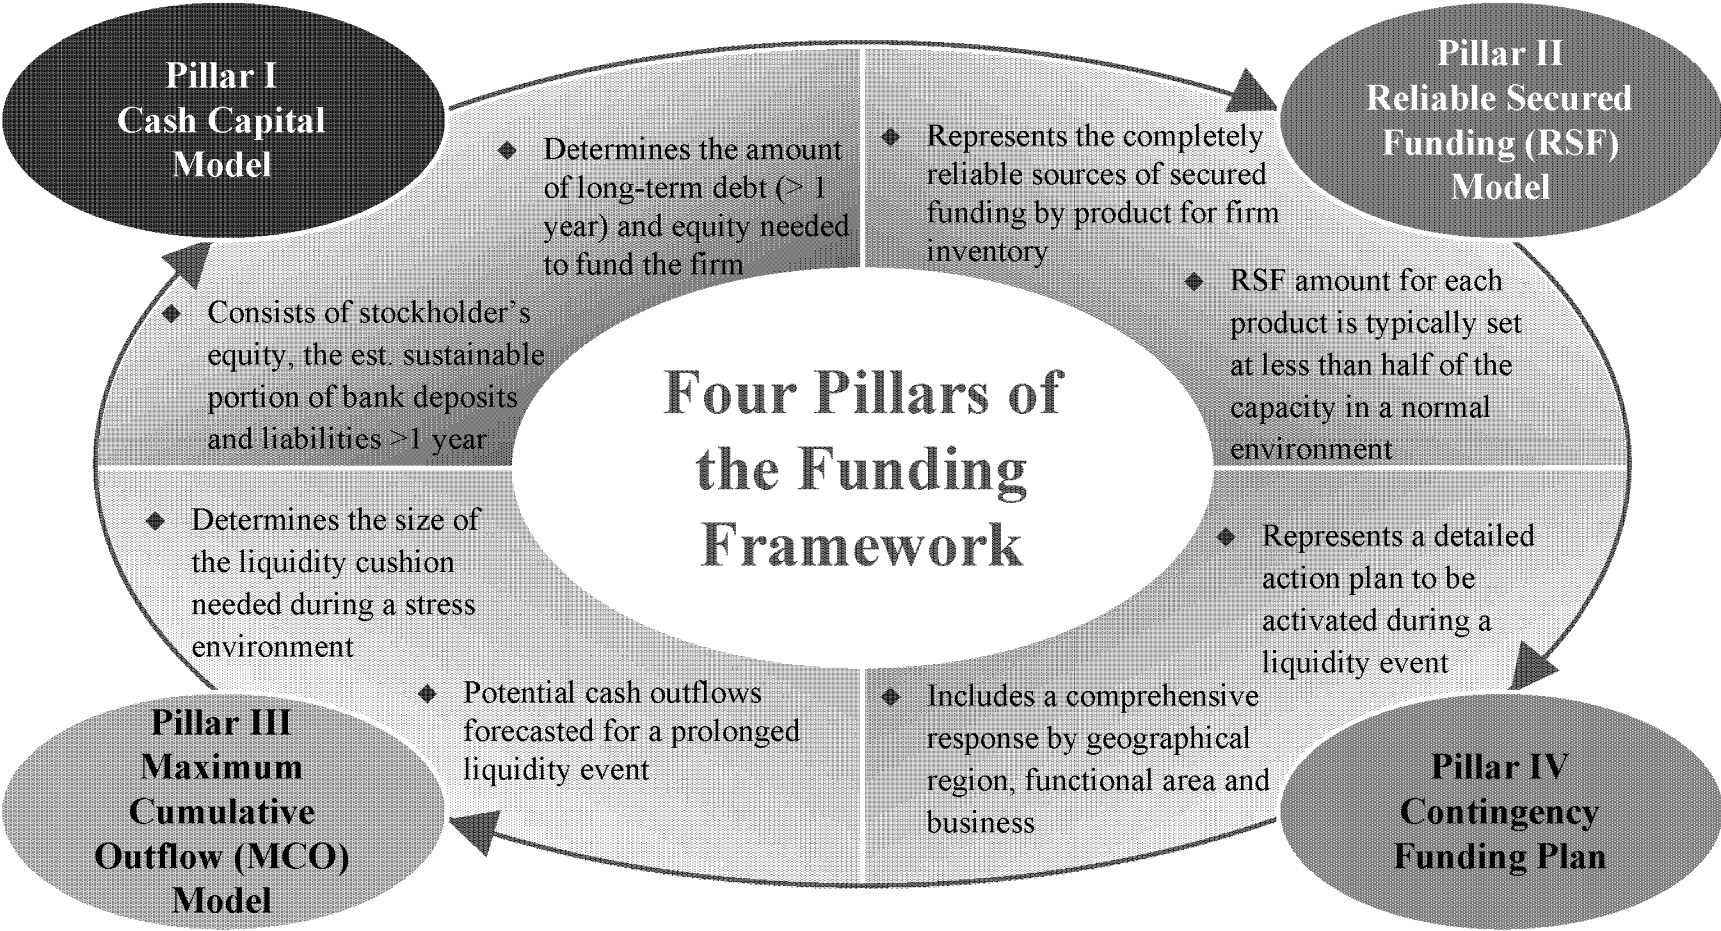 Pillar I
Cash Capital
Model
Determines the amount
of long-term debt (> 1
year) and equity needed
to fund the firm
Consists of stockholder's
equity, the est. sustainable
portion of bank deposits
and liabilities >1 year
Pillar II
Reliable Secured
Funding (RSF)
Model
Represents the completely
reliable sources of secured
funding by product for firm
inventory
RSF amount for each
product is typically set
at less than half of the
capacity in a normal
environment
Four Pillars of
the Funding
Framework
Determines the size of
the liquidity cushion
needed during a stress
environment
Potential cash outflows
forecasted for a prolonged
liquidity event
Pillar III
Maximum
Cumulative
Outflow (MCO)
Model
Represents a detailed
action plan to be
activated during a
liquidity event
Includes a comprehensive
response by geographical
region, functional area and
business
Pillar IV
Contingency
Funding Plan